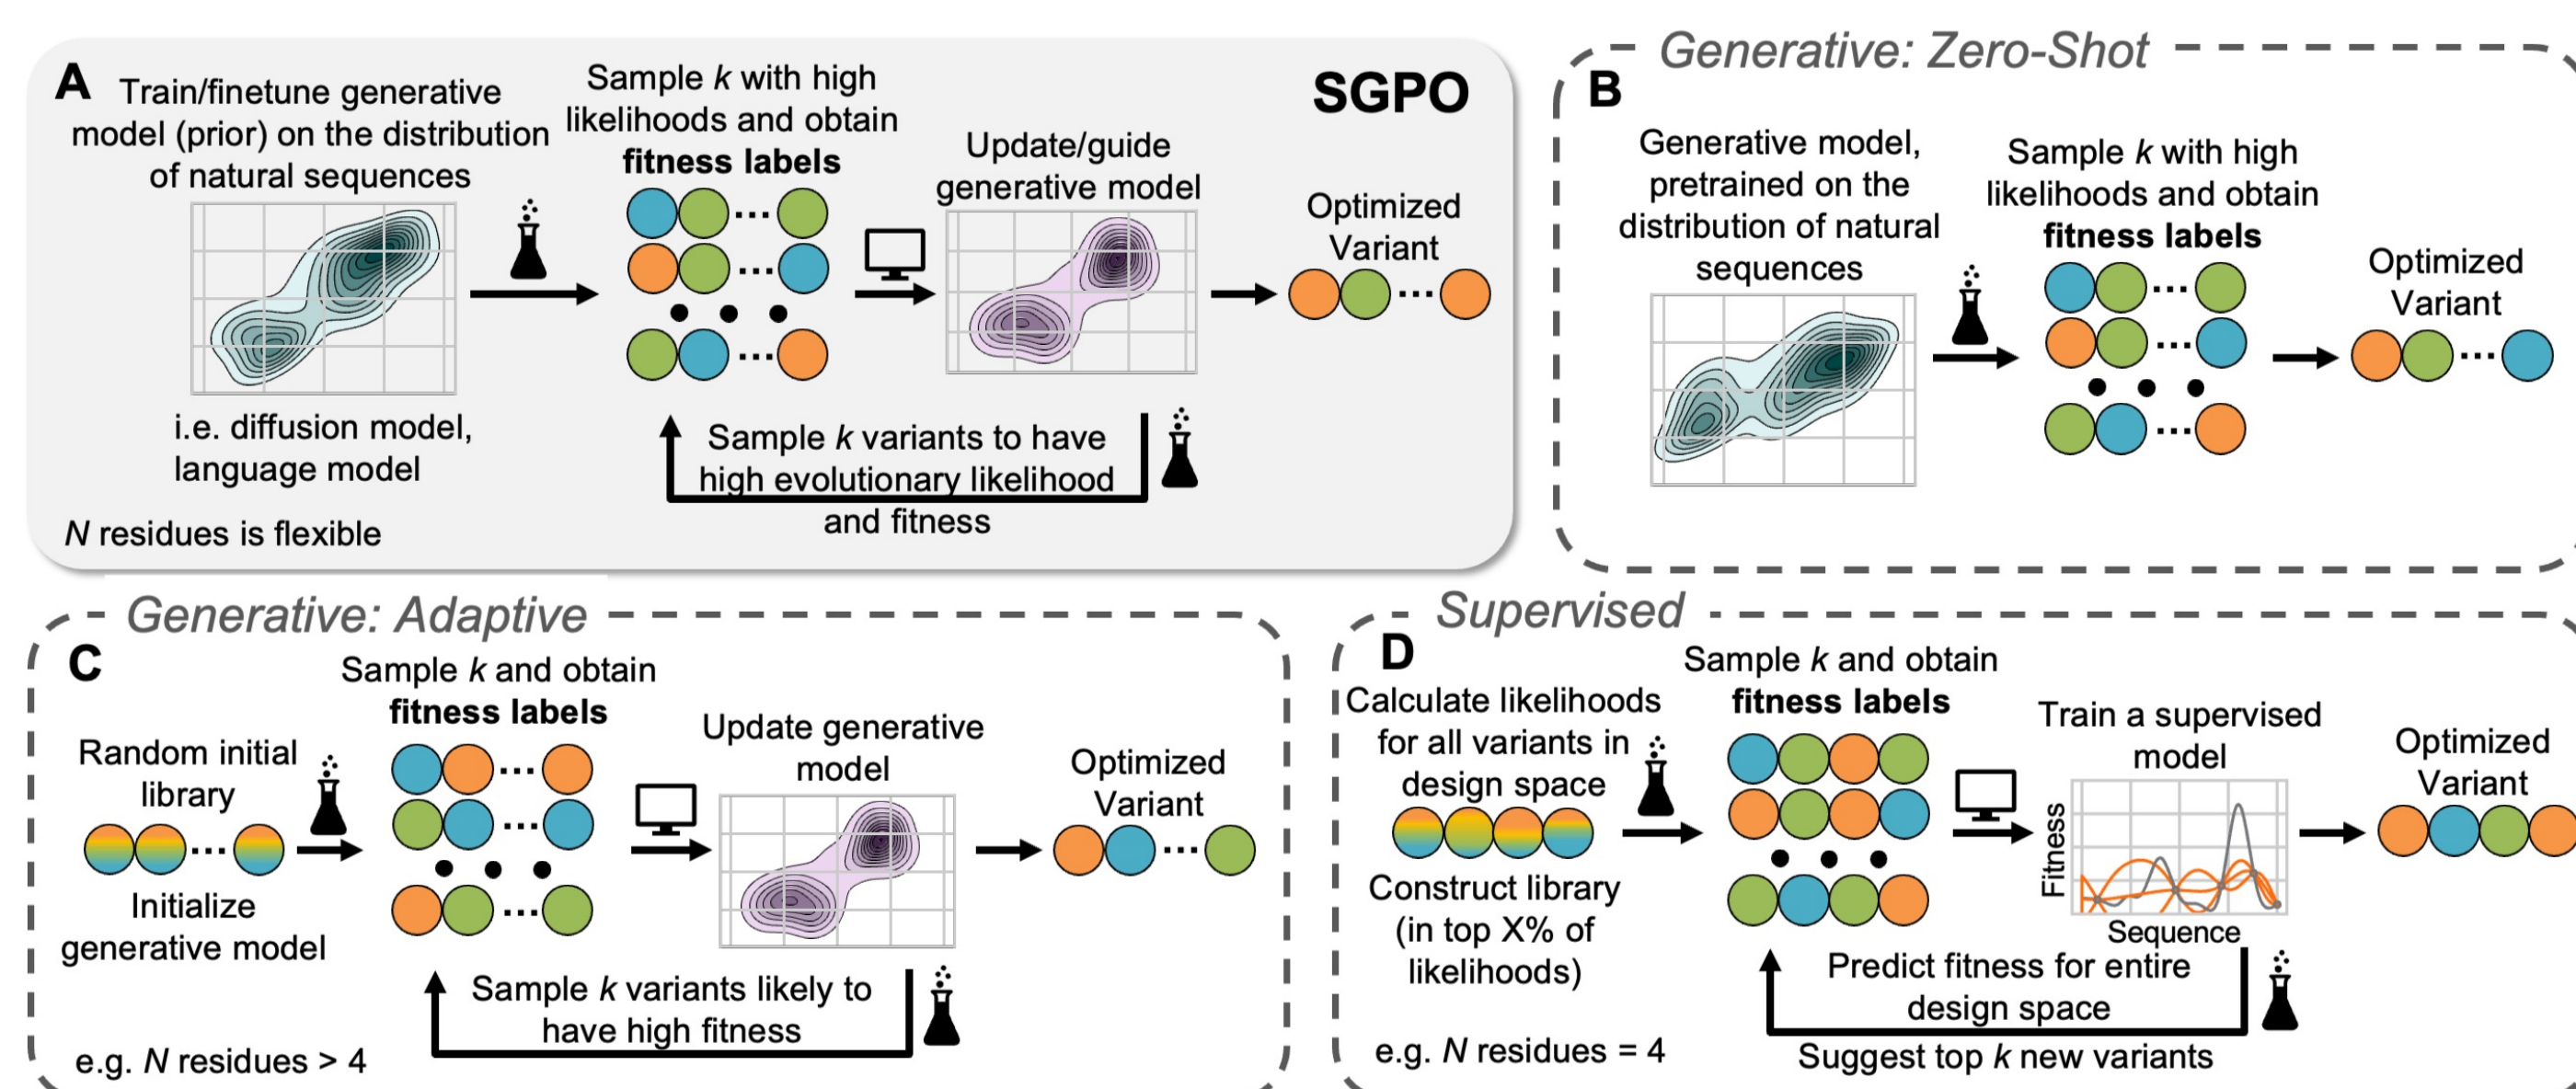 A
Train/finetune generative
model (prior) on the distribution
of natural sequences
i.e. diffusion model,
language model
N residues is flexible
Sample k with high
likelihoods and obtain
fitness labels
SGPO
Update/guide
generative model
Optimized
Variant
Sample k variants to have
high evolutionary likelihood
and fitness
Generative: Zero-Shot
B
Generative model,
pretrained on the
distribution of natural
sequences
Sample k with high
likelihoods and obtain
fitness labels
Optimized
Variant
Generative: Adaptive
C
Random initial
library
Initialize
generative model
e.g. N residues > 4
Sample k and obtain
fitness labels
Update generative
model
Optimized
Variant
Sample k variants likely to
have high fitness
Supervised
D
Calculate likelihoods
for all variants in
design space
Construct library
(in top X% of
likelihoods)
e.g. N residues = 4
Sample k and obtain
fitness labels
Train a supervised
model
Fitness
Sequence
Optimized
Variant
Predict fitness for entire
design space
Suggest top k new variants